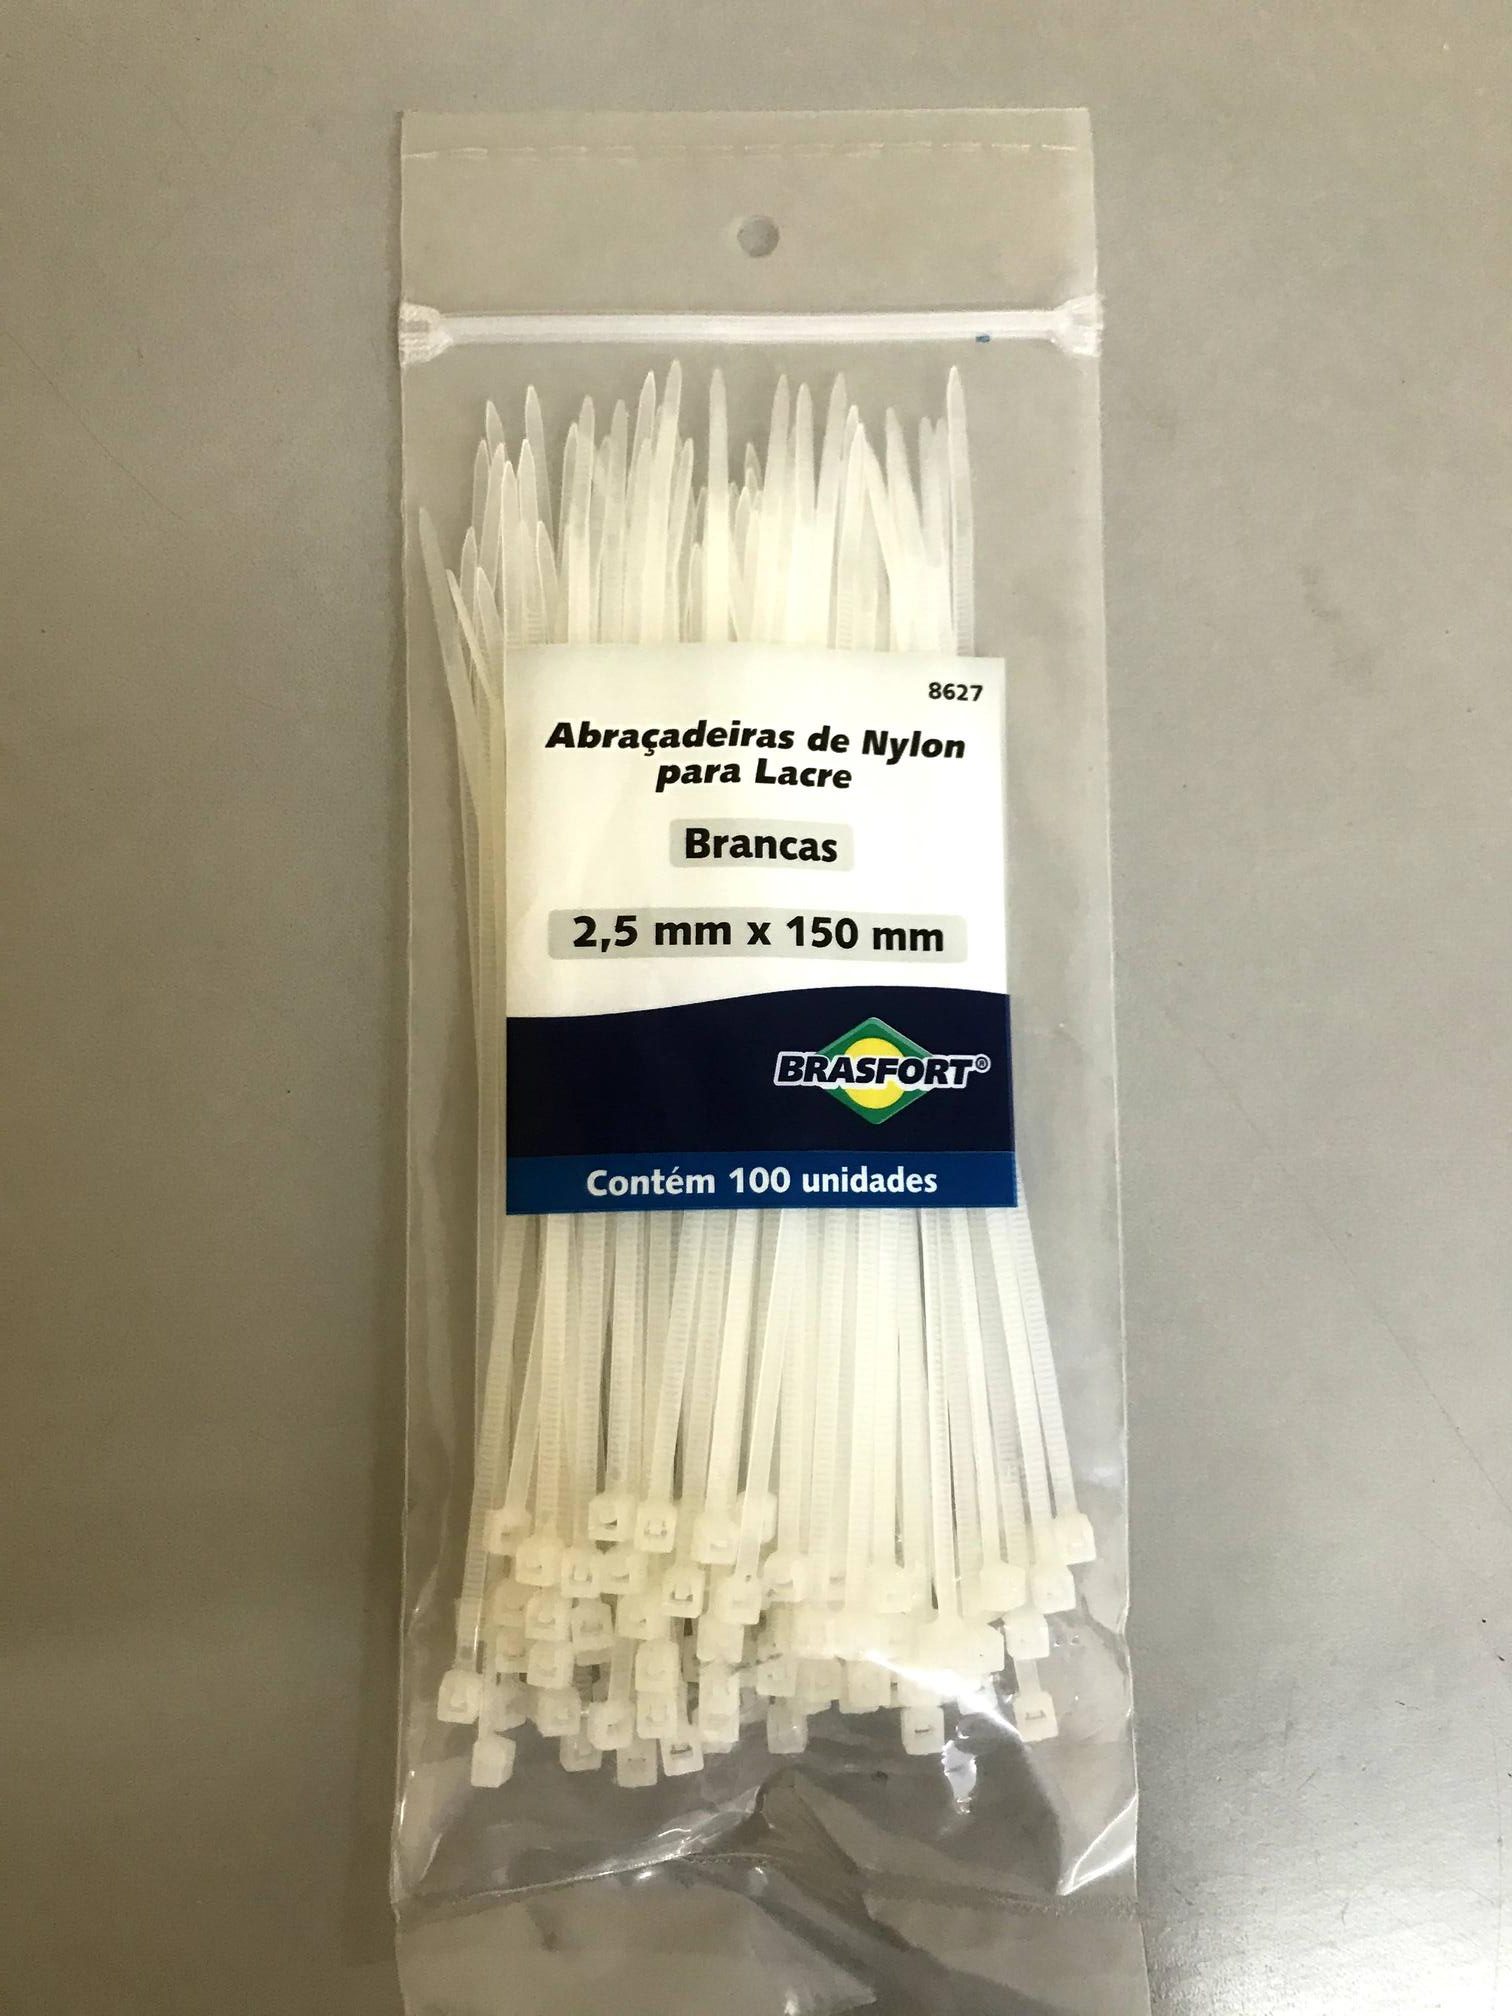 8627
Abraçadeiras de Nylon
para Lacre
Brancas
2,5 mm x 150 mm
BRASFORT®
Contém 100 unidades